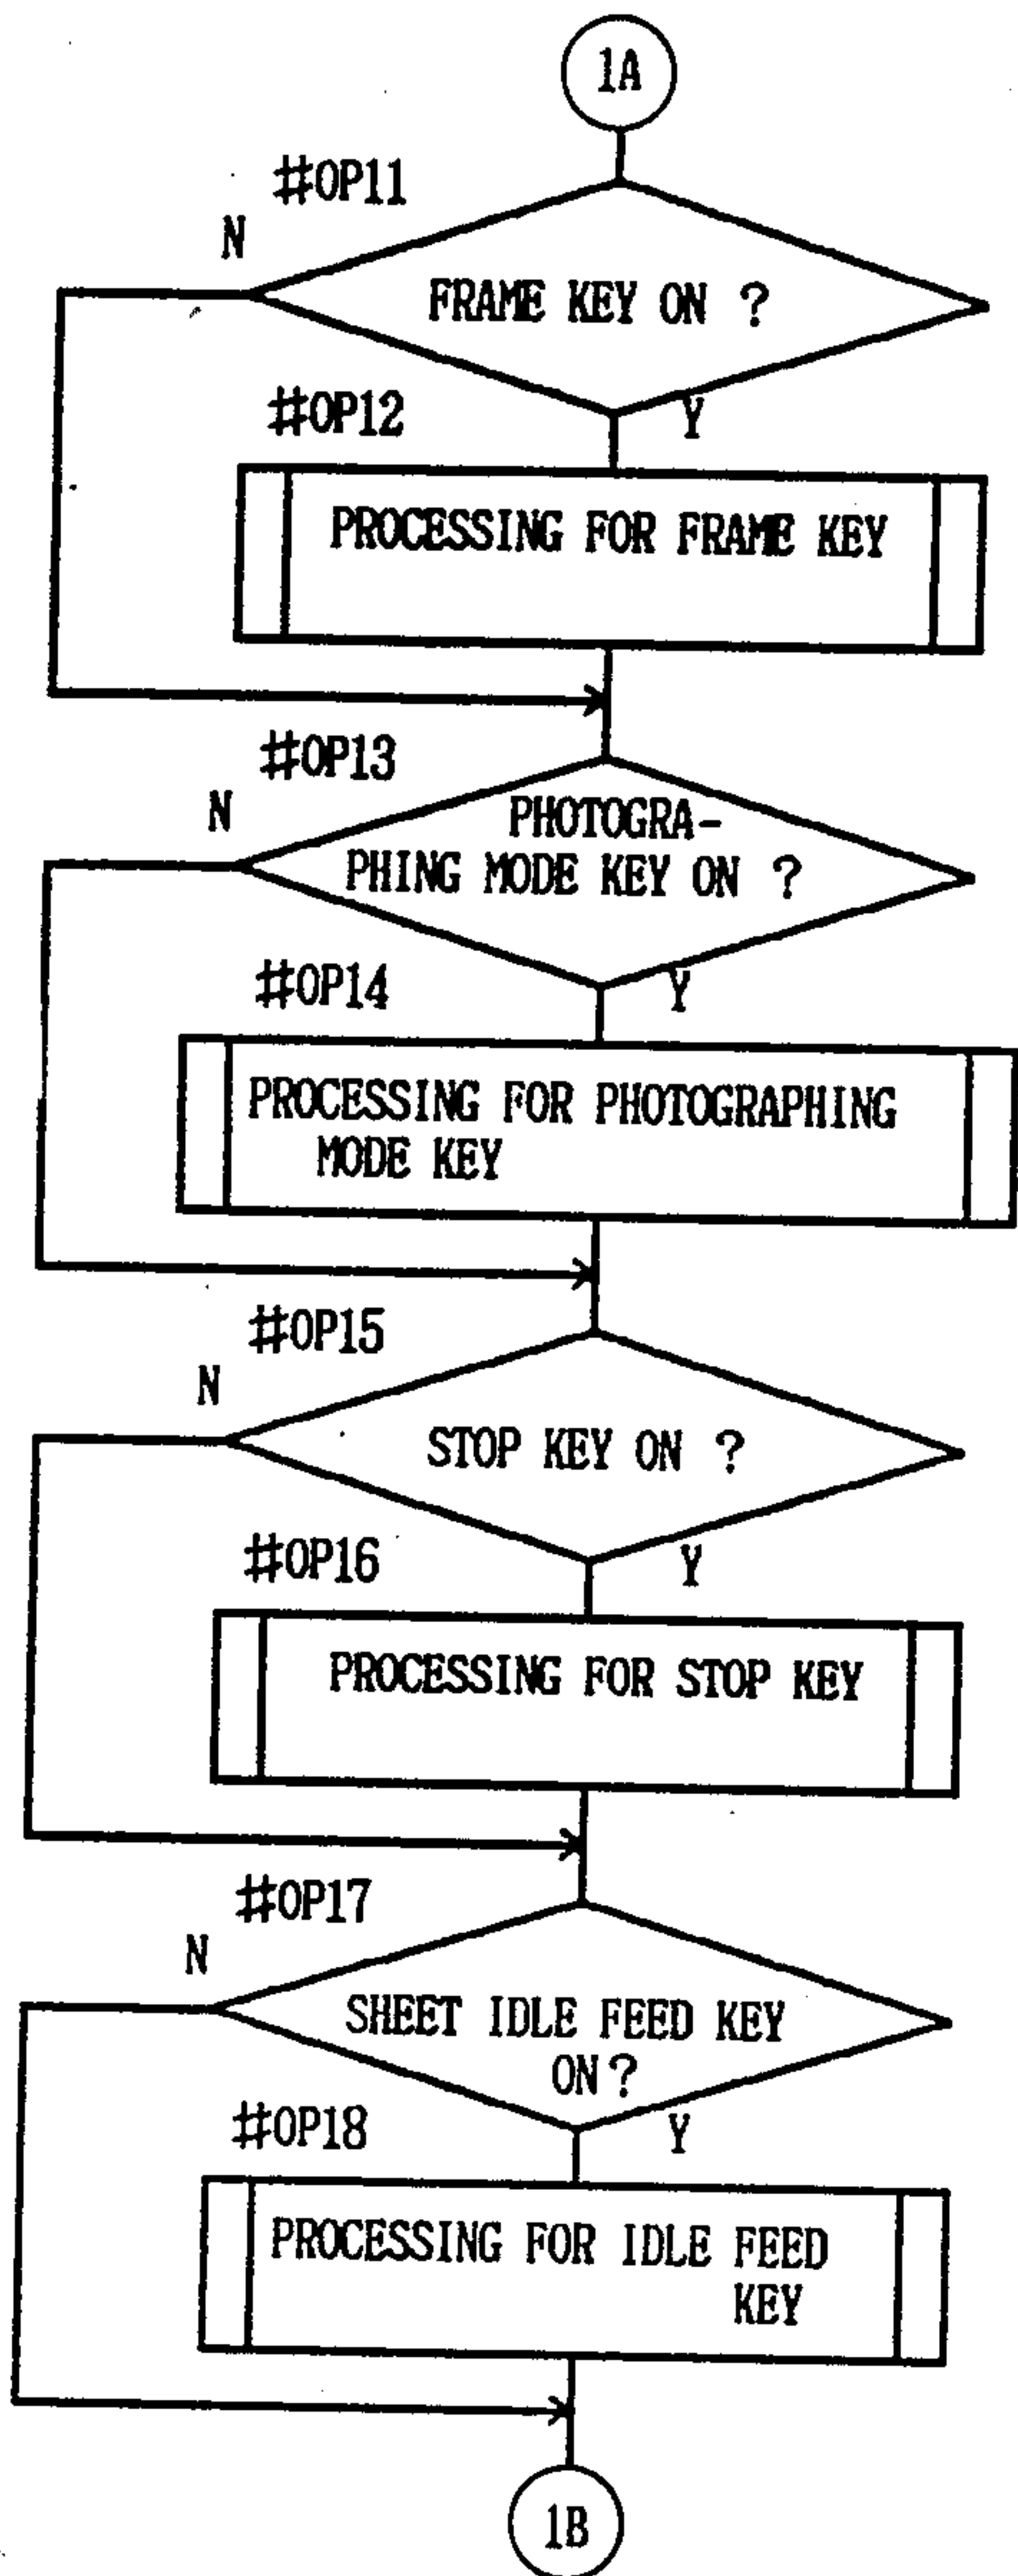 1A
#OP11
N
FRAME KEY ON ?
#OP12
Y
PROCESSING FOR FRAME KEY
#OP13
N
PHOTOGRA-
PHING MODE KEY ON ?
#OP14
Y
PROCESSING FOR PHOTOGRAPHING
MODE KEY
#OP15
N
STOP KEY ON ?
#OP16
Y
PROCESSING FOR STOP KEY
#OP17
N
SHEET IDLE FEED KEY
ON ?
#OP18
Y
PROCESSING FOR IDLE FEED
KEY
1B